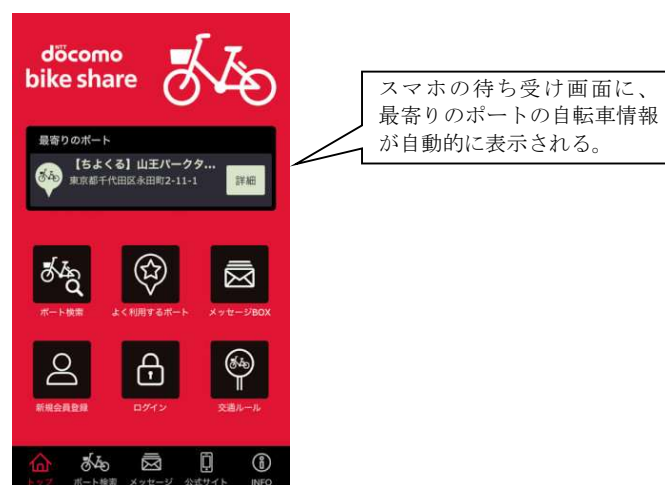 NTT
döcomo
bike share
最寄りのポート
【ちよくる】山王パークタ...
東京都千代田区永田町2-11-1
詳細
スマホの待ち受け画面に、
最寄りのポートの自転車情報
が自動的に表示される。
ポート検索
よく利用するポート
メッセージBOX
新規会員登録
ログイン
交通ルール
トップ
ポート検索
メッセージ
公式サイト
INFO